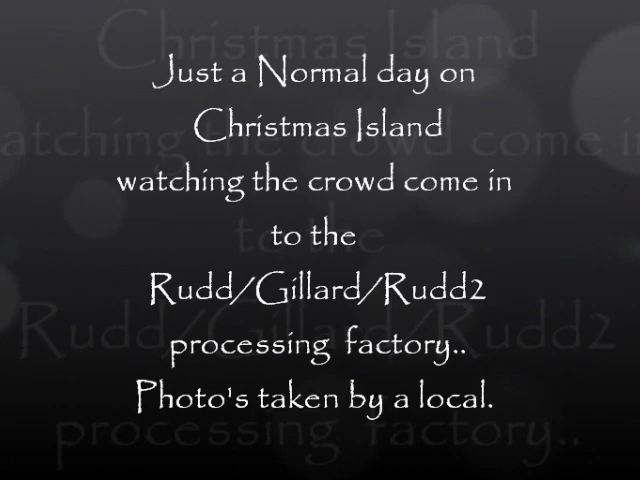 Just a Normal day on
Christmas Island
watching the crowd come in
to the
Rudd/Gillard/Rudd2
processing factory..
Photo's taken by a local.